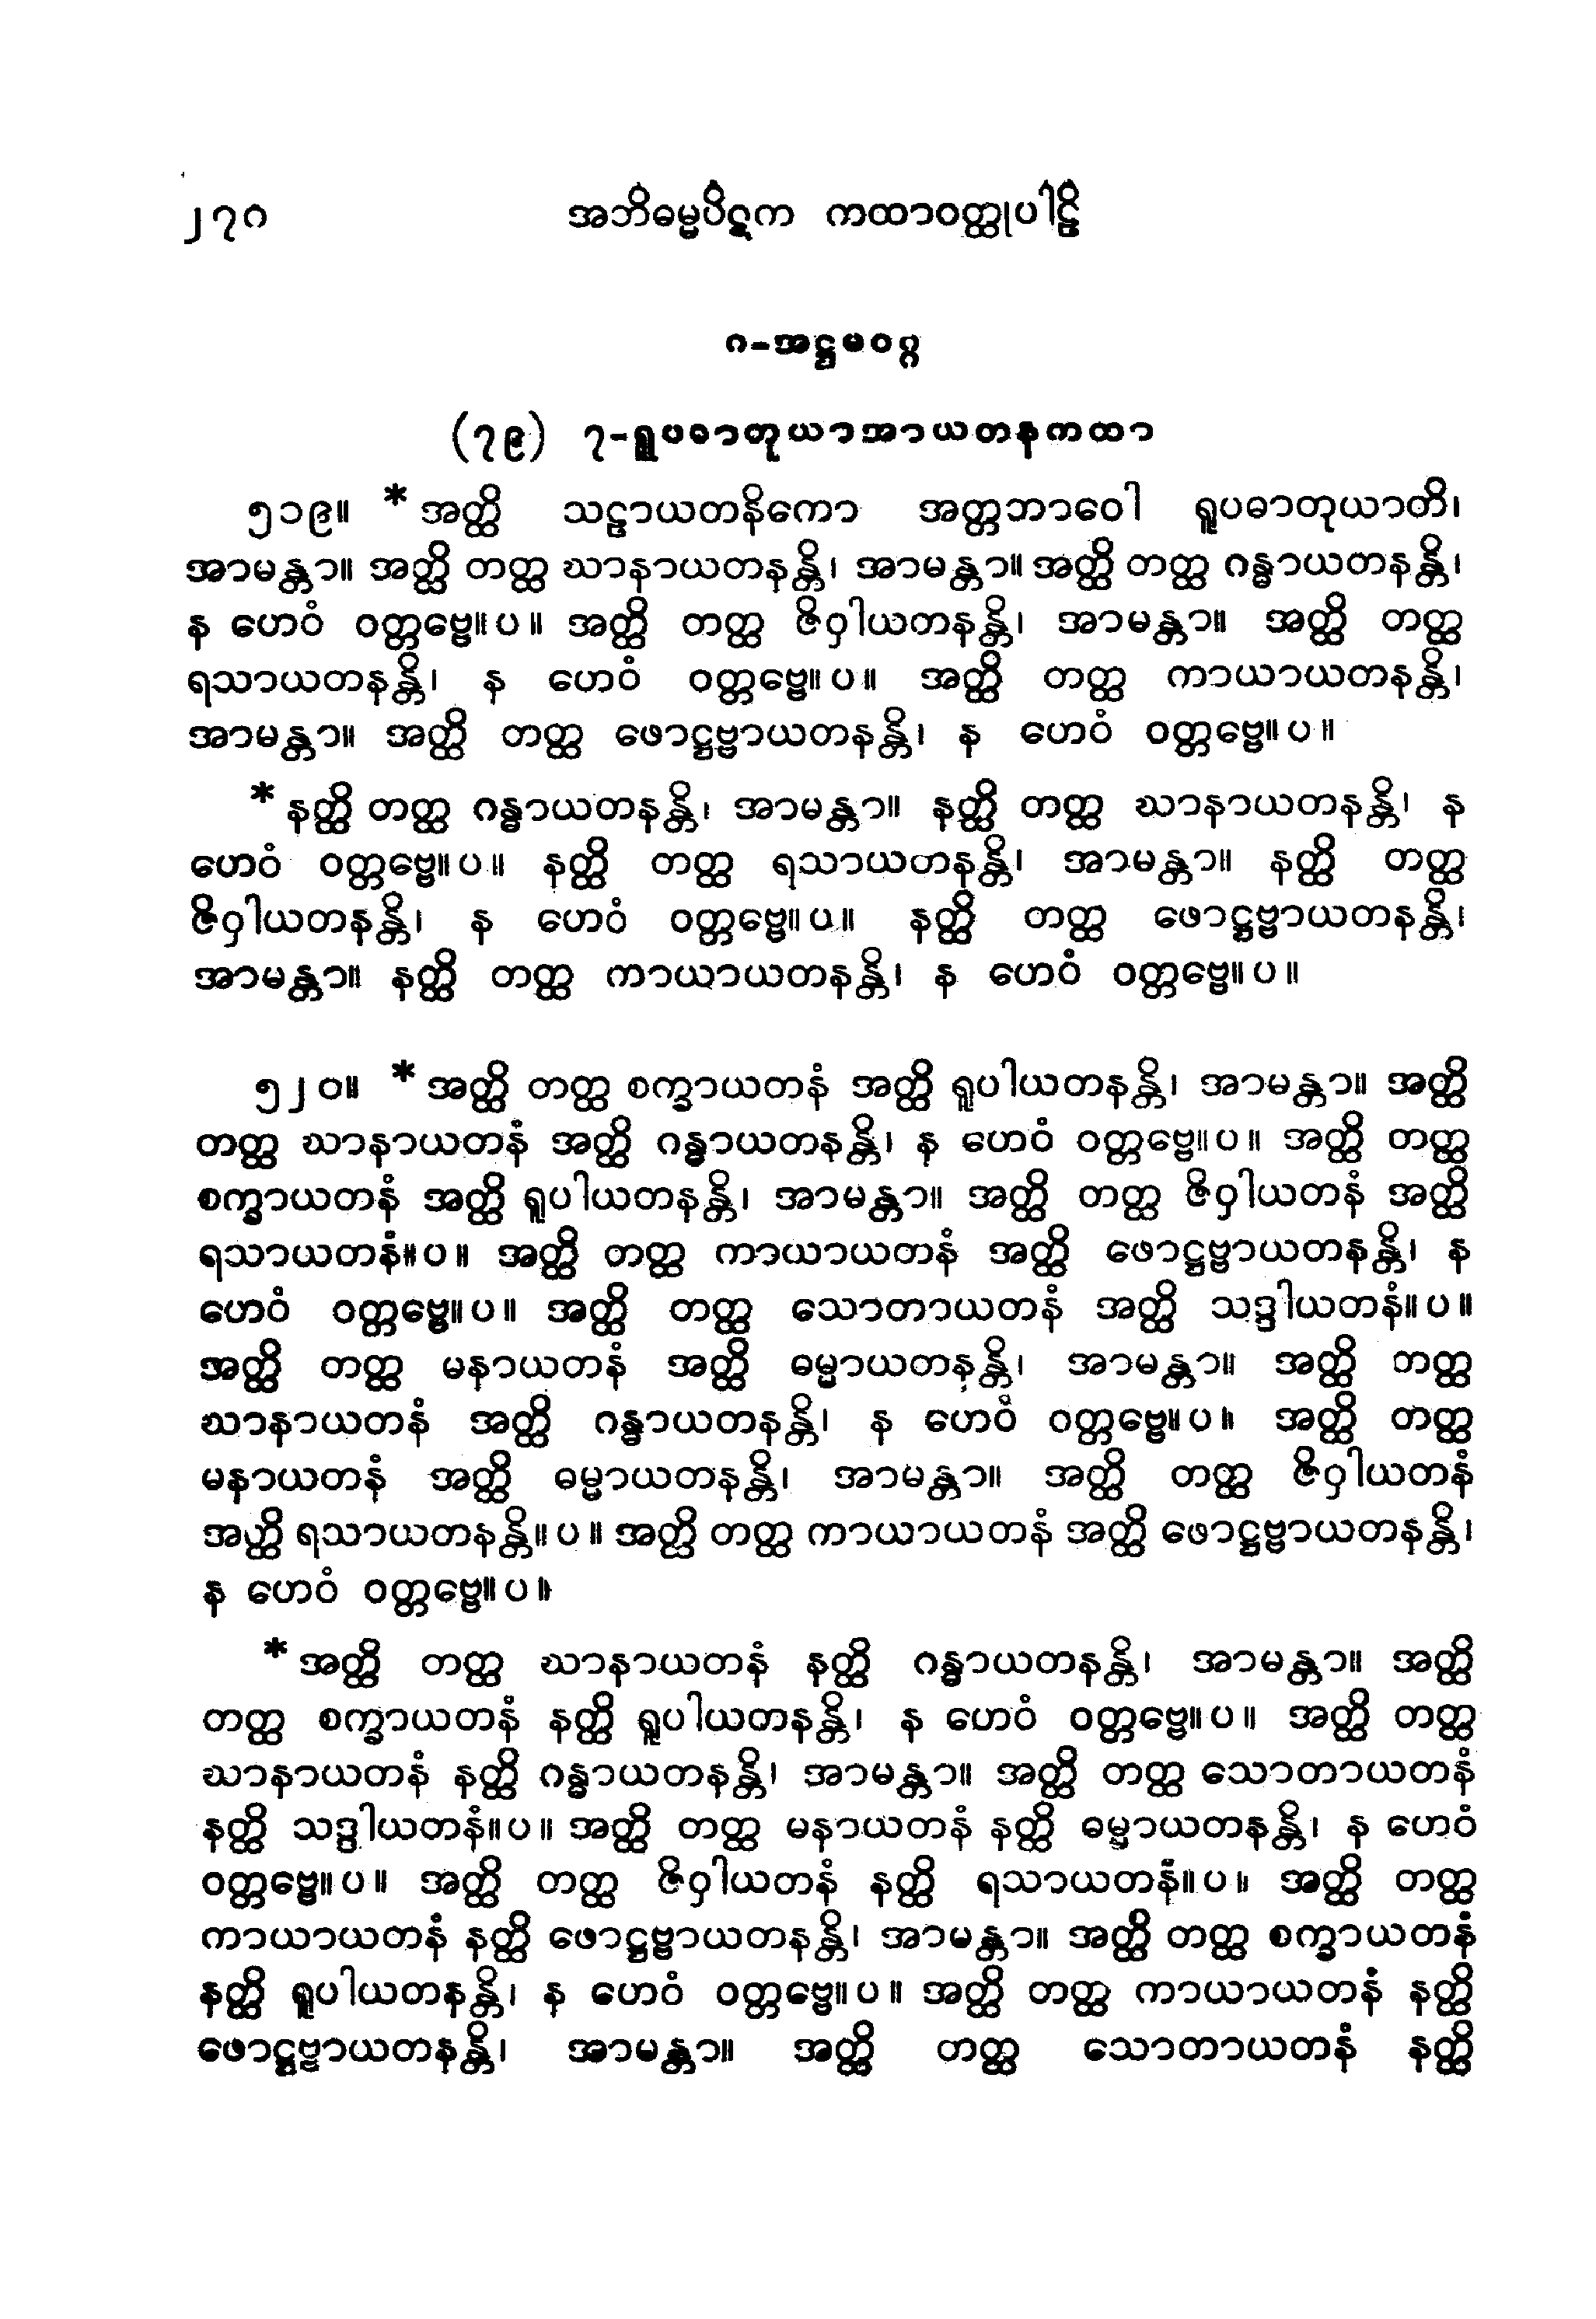 ၂၇၀ အဘိဓမ္မပိဋက ကထာဝတ္ထုပါဠိ
၈-အဋ္ဌမဝဂ္ဂ
(၇၉) ၇-ရူပဓာတုယာအာယတနကထာ
၅၁၉။ * အတ္ထိ သဠာယတနိကော အတ္တဘာဝေါ ရူပဓာတုယာတိ၊
အာမန္တာ။ အတ္ထိ တတ္ထ ဃာနာယတနန္တိ၊ အာမန္တာ။ အတ္ထိ တတ္ထ ဂန္ဓာယတနန္တိ၊
န ဟေဝံ ဝတ္တဗ္ဗေ။ပ။ အတ္ထိ တတ္ထ ဇိဝှါယတနန္တိ၊ အာမန္တာ။ အတ္ထိ တတ္ထ
ရသာယတနန္တိ၊ န ဟေဝံ ဝတ္တဗ္ဗေ။ပ။ အတ္ထိ တတ္ထ ကာယာယတနန္တိ၊
အာမန္တာ။ အတ္ထိ တတ္ထ ဖောဋ္ဌဗ္ဗာယတနန္တိ၊ န ဟေဝံ ဝတ္တဗ္ဗေ။ပ။
* နတ္ထိ တတ္ထ ဂန္ဓာယတနန္တိ၊ အာမန္တာ။ နတ္ထိ တတ္ထ ဃာနာယတနန္တိ၊ န
ဟေဝံ ဝတ္တဗ္ဗေ။ပ။ နတ္ထိ တတ္ထ ရသာယတနန္တိ၊ အာမန္တာ။ နတ္ထိ တတ္ထ
ဇိဝှါယတနန္တိ၊ န ဟေဝံ ဝတ္တဗ္ဗေ။ပ။ နတ္ထိ တတ္ထ ဖောဋ္ဌဗ္ဗာယတနန္တိ၊
အာမန္တာ။ နတ္ထိ တတ္ထ ကာယာယတနန္တိ၊ န ဟေဝံ ဝတ္တဗ္ဗေ။ပ။
၅၂၀။ * အတ္ထိ တတ္ထ စက္ခာယတနံ အတ္ထိ ရူပါယတနန္တိ၊ အာမန္တာ။ အတ္ထိ
တတ္ထ ဃာနာယတနံ အတ္ထိ ဂန္ဓာယတနန္တိ၊ န ဟေဝံ ဝတ္တဗ္ဗေ။ပ။ အတ္ထိ တတ္ထ
စက္ခာယတနံ အတ္ထိ ရူပါယတနန္တိ၊ အာမန္တာ။ အတ္ထိ တတ္ထ ဇိဝှါယတနံ အတ္ထိ
ရသာယတနံ။ပ။ အတ္ထိ တတ္ထ ကာယာယတနံ အတ္ထိ ဖောဋ္ဌဗ္ဗာယတနန္တိ၊ န
ဟေဝံ ဝတ္တဗ္ဗေ။ပ။ အတ္ထိ တတ္ထ သောတာယတနံ အတ္ထိ သဒ္ဒါယတနံ။ပ။
အတ္ထိ တတ္ထ မနာယတနံ အတ္ထိ ဓမ္မာယတနန္တိ၊ အာမန္တာ။ အတ္ထိ တတ္ထ
ဃာနာယတနံ အတ္ထိ ဂန္ဓာယတနန္တိ၊ န ဟေဝံ ဝတ္တဗ္ဗေ။ပ။ အတ္ထိ တတ္ထ
မနာယတနံ အတ္ထိ ဓမ္မာယတနန္တိ၊ အာမန္တာ။ အတ္ထိ တတ္ထ ဇိဝှါယတနံ
အတ္ထိ ရသာယတနန္တိ။ပ။ အတ္ထိ တတ္ထ ကာယာယတနံ အတ္ထိ ဖောဋ္ဌဗ္ဗာယတနန္တိ၊
န ဟေဝံ ဝတ္တဗ္ဗေ။ပ။
* အတ္ထိ တတ္ထ ဃာနာယတနံ နတ္ထိ ဂန္ဓာယတနန္တိ၊ အာမန္တာ။ အတ္ထိ
တတ္ထ စက္ခာယတနံ နတ္ထိ ရူပါယတနန္တိ၊ န ဟေဝံ ဝတ္တဗ္ဗေ။ပ။ အတ္ထိ တတ္ထ
ဃာနာယတနံ နတ္ထိ ဂန္ဓာယတနန္တိ၊ အာမန္တာ။ အတ္ထိ တတ္ထ သောတာယတနံ
နတ္ထိ သဒ္ဒါယတနံ။ပ။ အတ္ထိ တတ္ထ မနာယတနံ နတ္ထိ ဓမ္မာယတနန္တိ၊ န ဟေဝံ
ဝတ္တဗ္ဗေ။ပ။ အတ္ထိ တတ္ထ ဇိဝှါယတနံ နတ္ထိ ရသာယတနံ။ပ။ အတ္ထိ တတ္ထ
ကာယာယတနံ နတ္ထိ ဖောဋ္ဌဗ္ဗာယတနန္တိ၊ အာမန္တာ။ အတ္ထိ တတ္ထ စက္ခာယတနံ
နတ္ထိ ရူပါယတနန္တိ၊ န ဟေဝံ ဝတ္တဗ္ဗေ။ပ။ အတ္ထိ တတ္ထ ကာယာယတနံ နတ္ထိ
ဖောဋ္ဌဗ္ဗာယတနန္တိ၊ အာမန္တာ။ အတ္ထိ တတ္ထ သောတာယတနံ နတ္ထိ